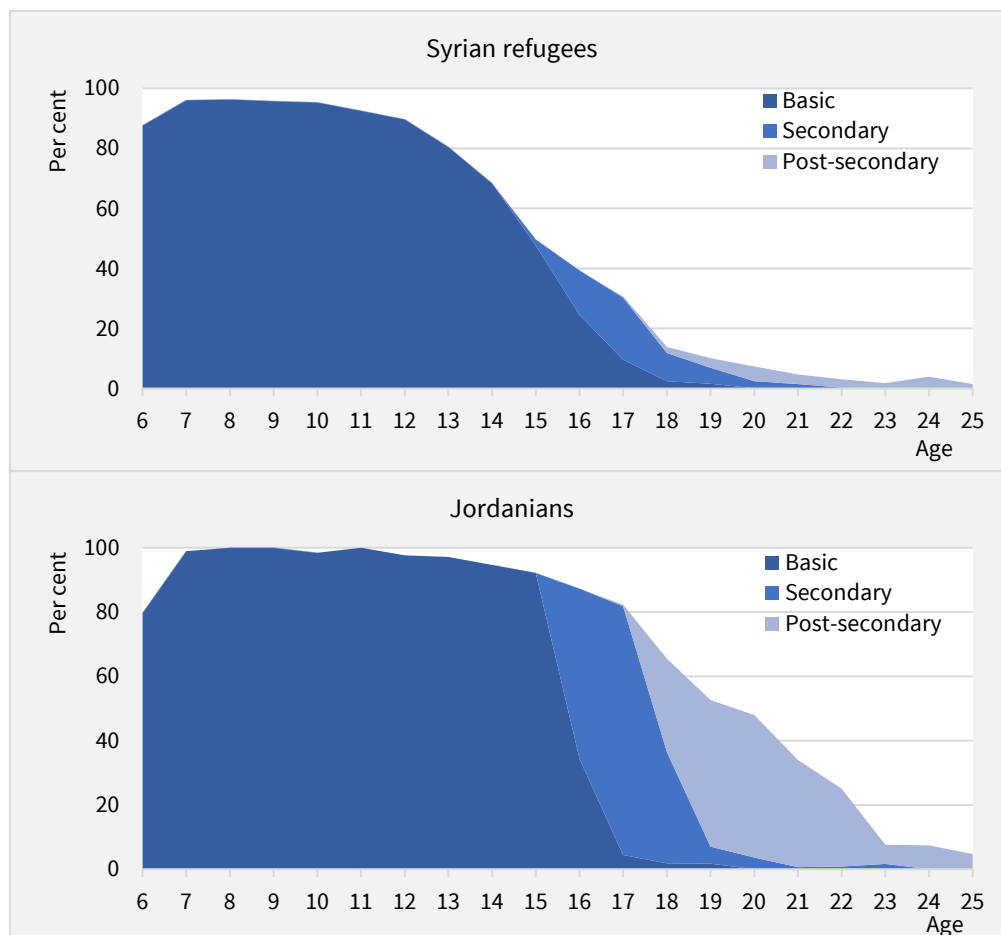 Syrian refugees
Per cent
100
80
60
40
20
0
Basic
Secondary
Post-secondary
6 7 8 9 10 11 12 13 14 15 16 17 18 19 20 21 22 23 24 25
Age
Jordanians
Per cent
100
80
60
40
20
0
Basic
Secondary
Post-secondary
6 7 8 9 10 11 12 13 14 15 16 17 18 19 20 21 22 23 24 25
Age